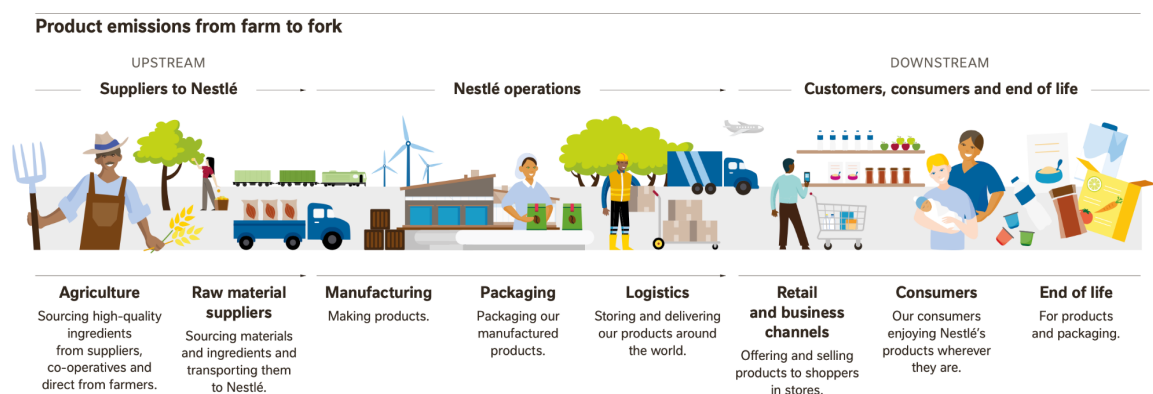 Product emissions from farm to fork
UPSTREAM
DOWNSTREAM
Suppliers to Nestlé
Nestlé operations
Customers, consumers and end of life
Agriculture
Sourcing high-quality
ingredients
from suppliers,
co-operatives and
direct from farmers.
Raw material
suppliers
Sourcing materials
and ingredients and
transporting them
to Nestlé.
Manufacturing
Making products.
Packaging
Packaging our
manufactured
products.
Logistics
Storing and delivering
our products around
the world.
Retail
and business
channels
Offering and selling
products to shoppers
in stores.
Consumers
Our consumers
enjoying Nestlé's
products wherever
they are.
End of life
For products
and packaging.